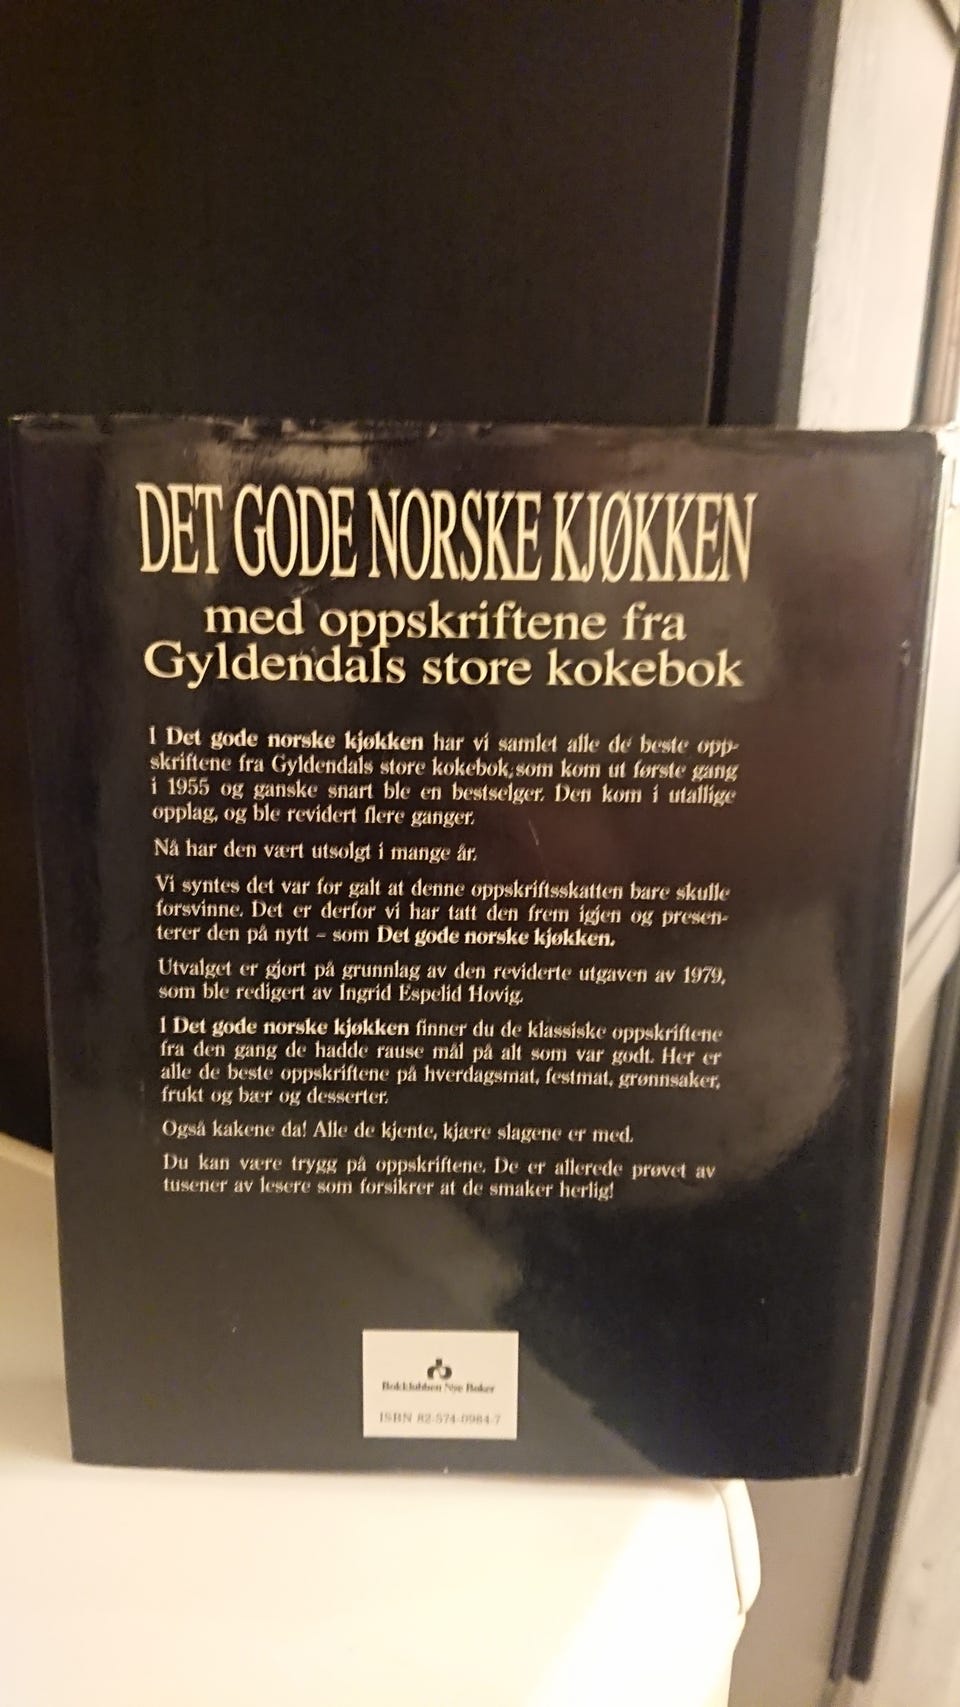 DET GODE NORSKE KJØKKEN
med oppskriftene fra
Gyldendals store kokebok
I Det gode norske kjøkken har vi samlet alle de beste opp-
skriftene fra Gyldendals store kokebok, som kom ut første gang
i 1955 og ganske snart ble en bestselger. Den kom i utallige
opplag, og ble revidert flere ganger.
Nå har den vært utsolgt i mange år.
Vi syntes det var for galt at denne oppskriftsskatten bare skulle
forsvinne. Det er derfor vi har tatt den frem igjen og presen-
terer den på nytt – som Det gode norske kjøkken.
Utvalget er gjort på grunnlag av den reviderte utgaven av 1979,
som ble redigert av Ingrid Espelid Hovig.
I Det gode norske kjøkken finner du de klassiske oppskriftene
fra den gang de hadde rause mål på alt som var godt. Her er
alle de beste oppskriftene på hverdagsmat, festmat, grønnsaker,
frukt og bær og desserter.
Også kakene da! Alle de kjente, kjære slagene er med.
Du kan være trygg på oppskriftene. De er allerede prøvet av
tusener av lesere som forsikrer at de smaker herlig!
Bokklubben Nye Bøker
ISBN 82-574-0984-7